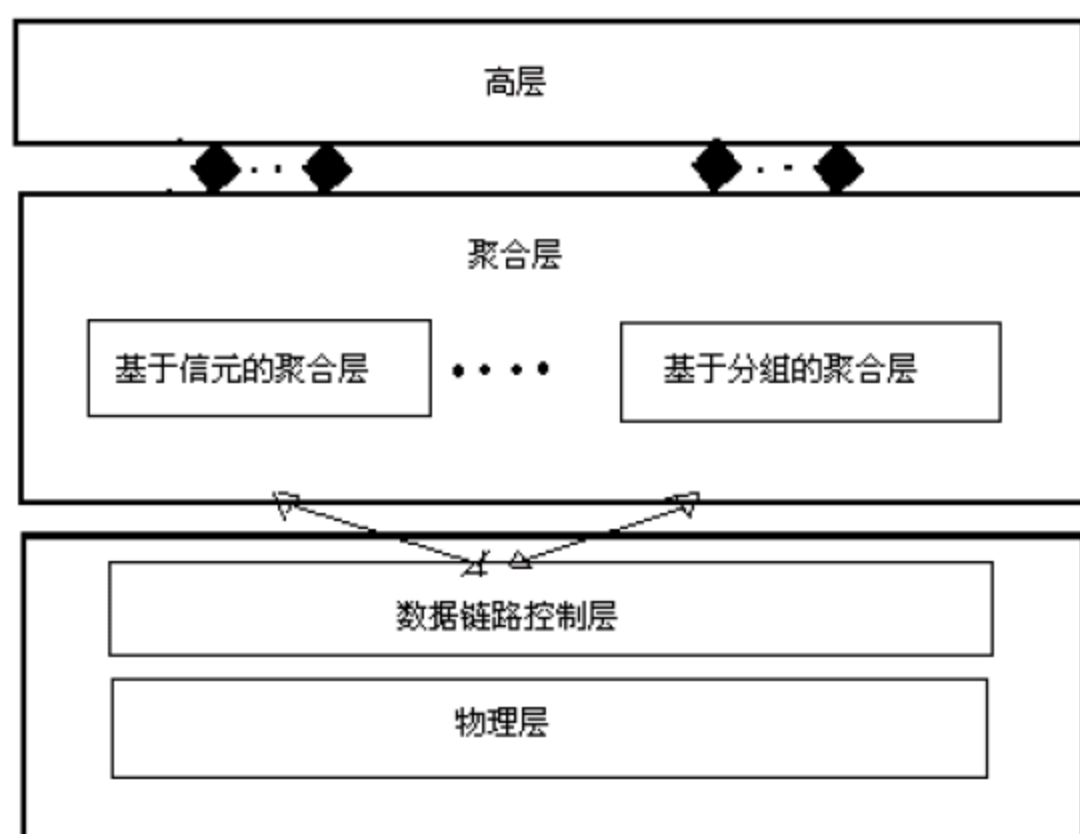 高层
聚合层
基于信元的聚合层
基于分组的聚合层
数据链路控制层
物理层